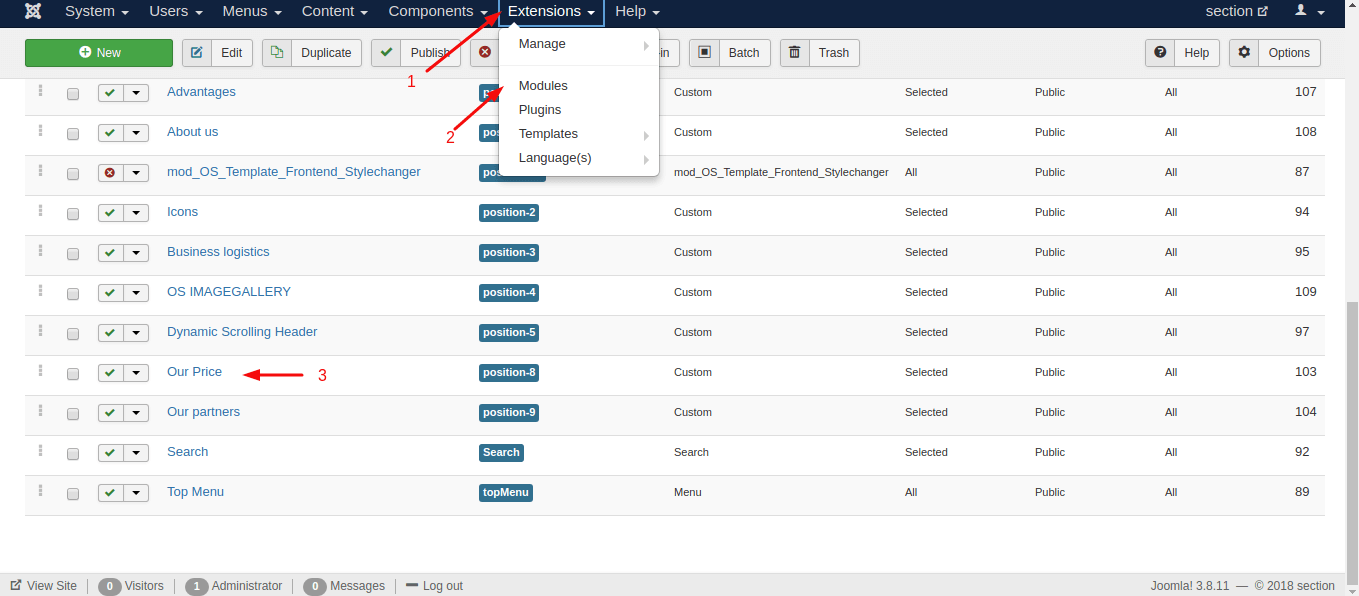 System Users Menus Content Components Extensions Help section
New Edit Duplicate Publish in Batch Trash Help Options
Manage
Modules
Plugins
Templates
Language(s)
1
2
3
Advantages Custom Selected Public All 107
About us pos Custom Selected Public All 108
mod_OS_Template_Frontend_Stylechanger pos mod_OS_Template_Frontend_Stylechanger All Public All 87
Icons position-2 Custom Selected Public All 94
Business logistics position-3 Custom Selected Public All 95
OS IMAGEGALLERY position-4 Custom Selected Public All 109
Dynamic Scrolling Header position-5 Custom Selected Public All 97
Our Price position-8 Custom Selected Public All 103
Our partners position-9 Custom Selected Public All 104
Search Search Search Selected Public All 92
Top Menu topMenu Menu All Public All 89
View Site 0 Visitors 1 Administrator 0 Messages Log out Joomla! 3.8.11 — © 2018 section